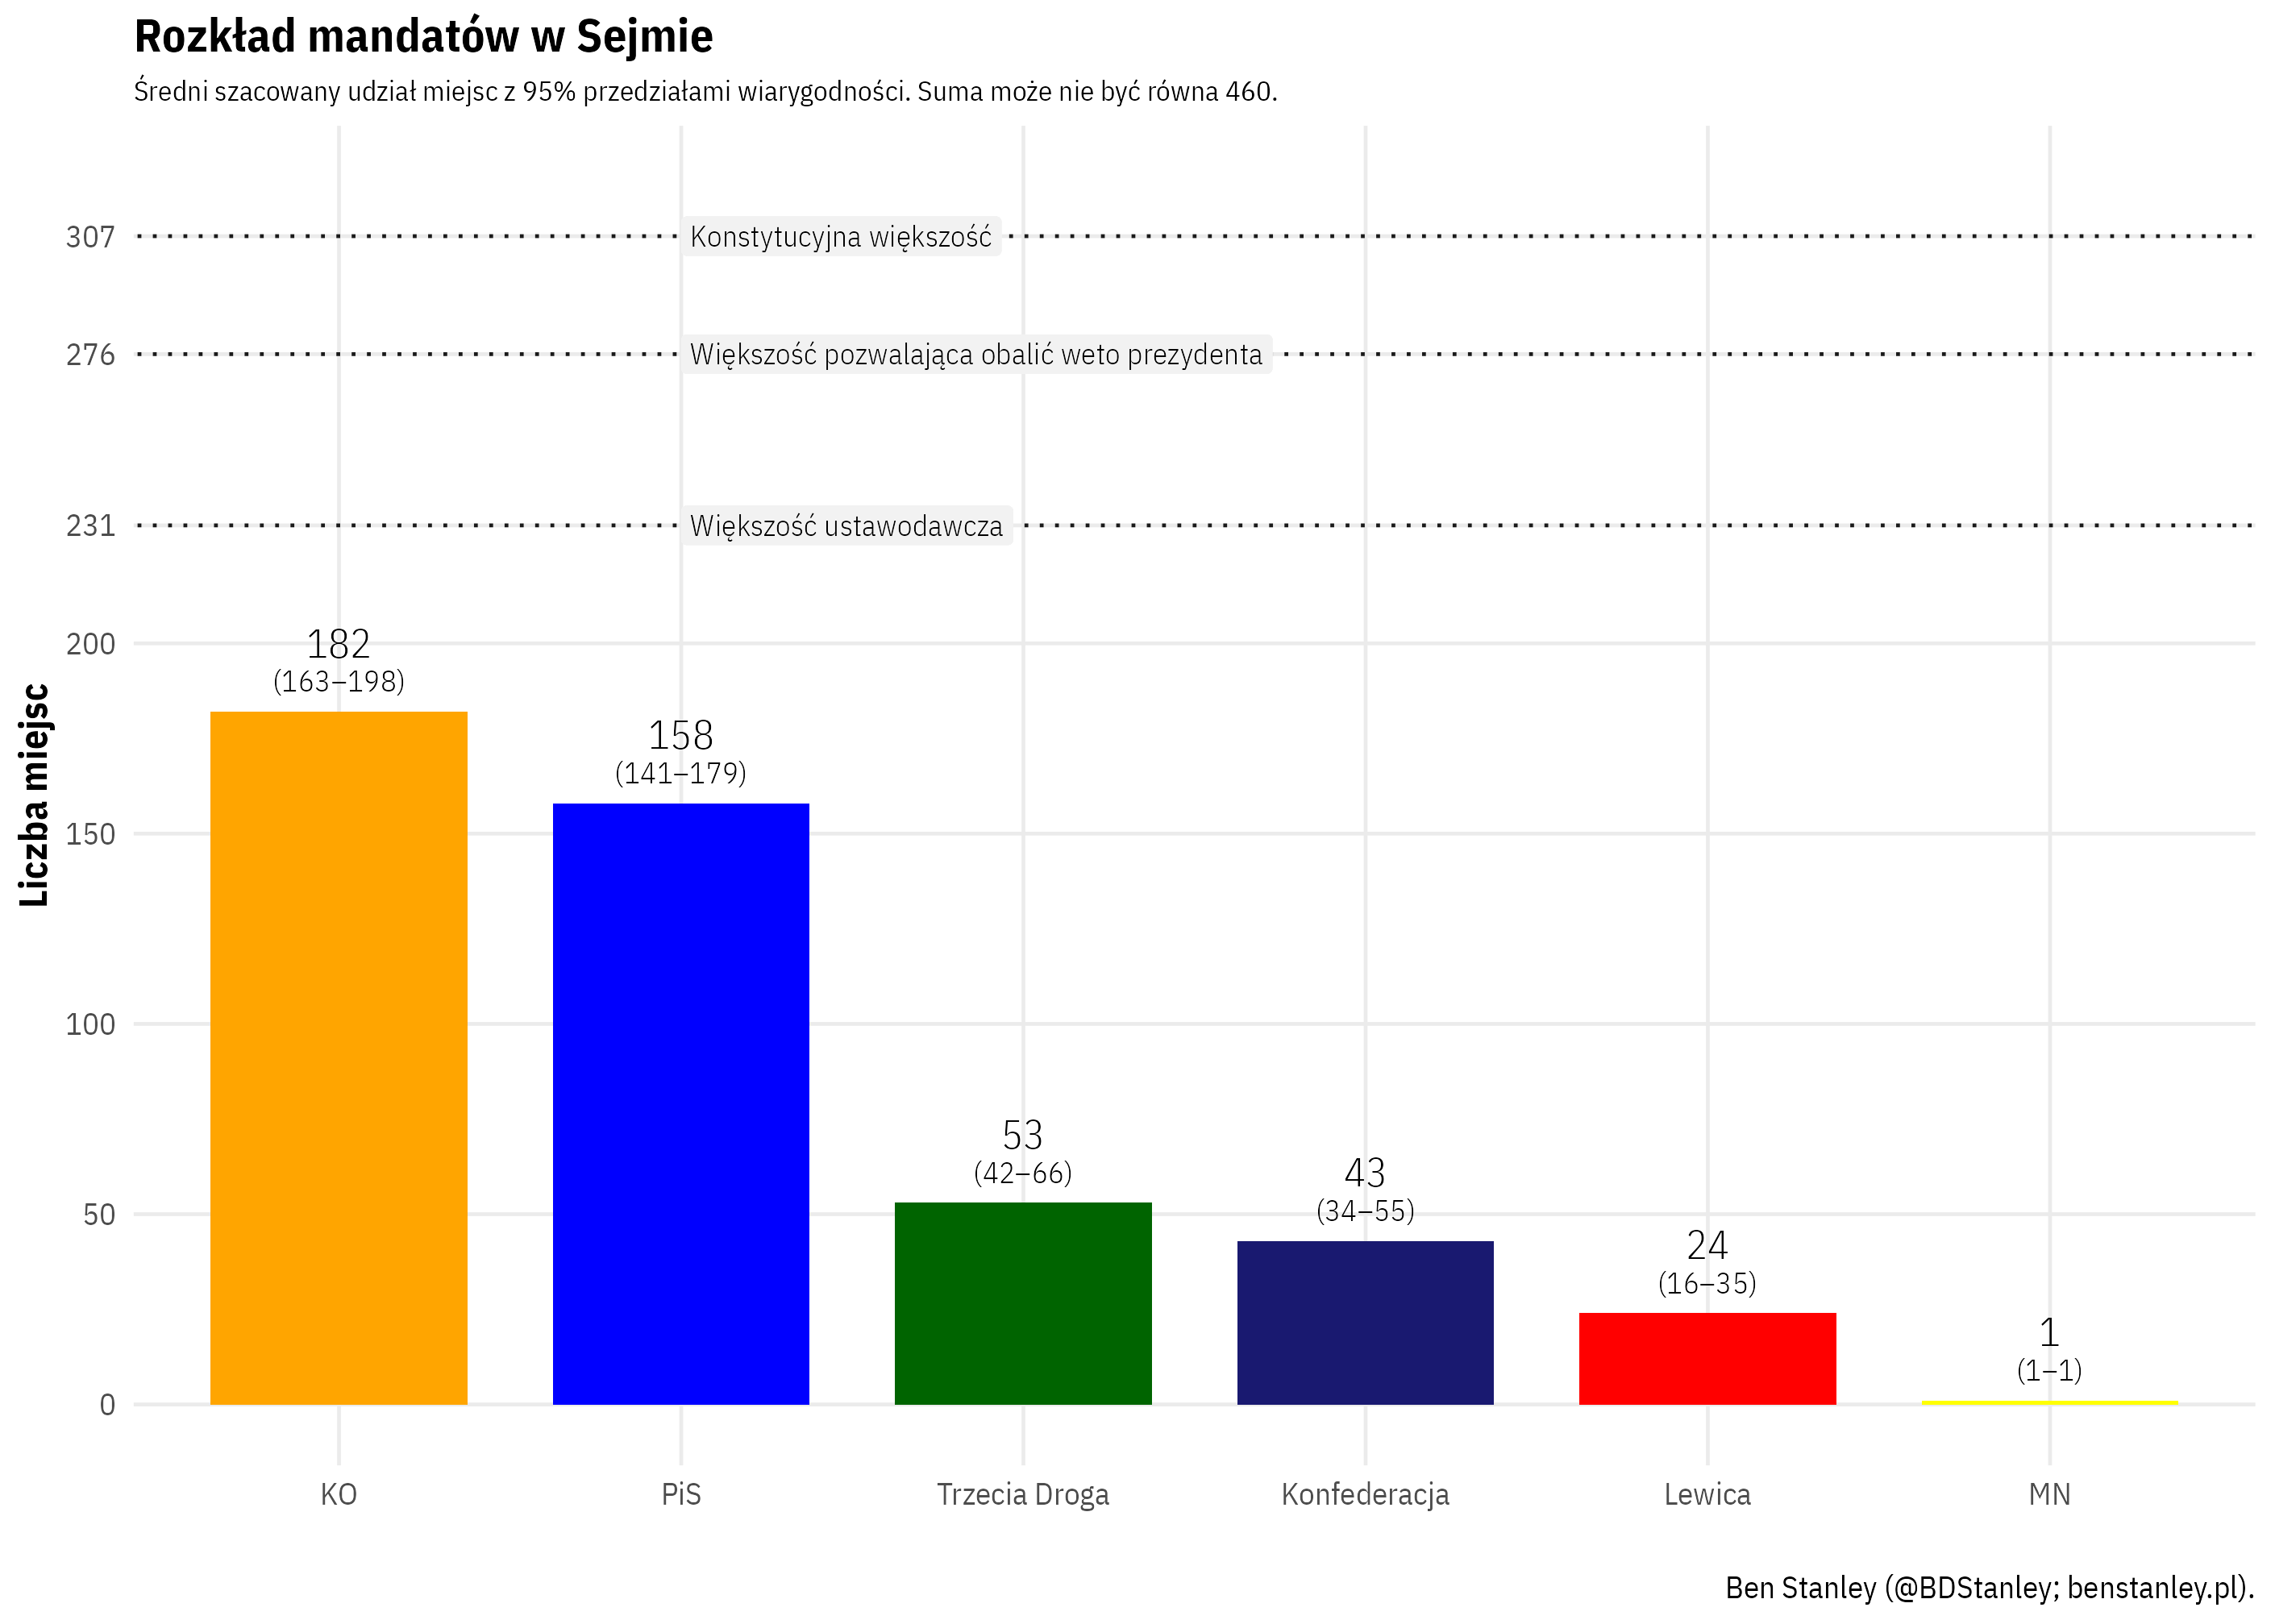 Rozkład mandatów w Sejmie
Średni szacowany udział miejsc z 95% przedziałami wiarygodności. Suma może nie być równa 460.
Liczba miejsc
307
Konstytucyjna większość
276
Większość pozwalająca obalić weto prezydenta
231
Większość ustawodawcza
200
150
100
50
0
182
(163–198)
158
(141–179)
53
(42–66)
43
(34–55)
24
(16–35)
1
(1–1)
KO
PiS
Trzecia Droga
Konfederacja
Lewica
MN
Ben Stanley (@BDStanley; benstanley.pl).